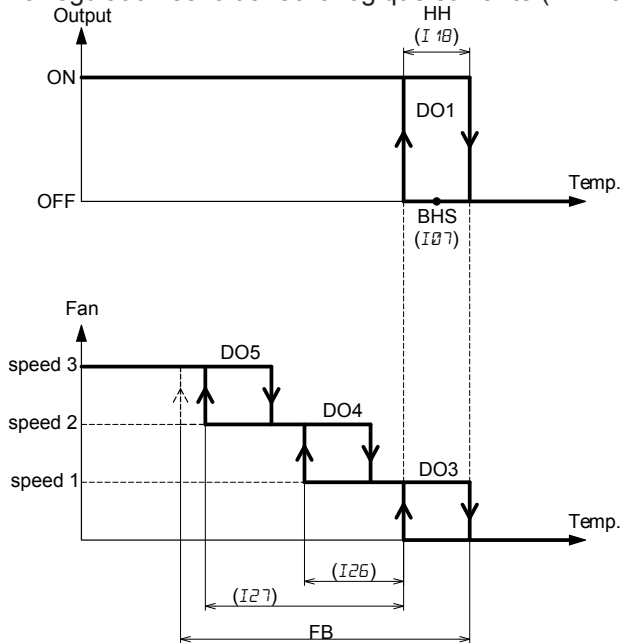 Output
HH
(I18)
ON
DO1
OFF
Temp.
BHS
(I07)
Fan
speed 3
DO5
speed 2
DO4
speed 1
DO3
Temp.
(I26)
(I27)
FB